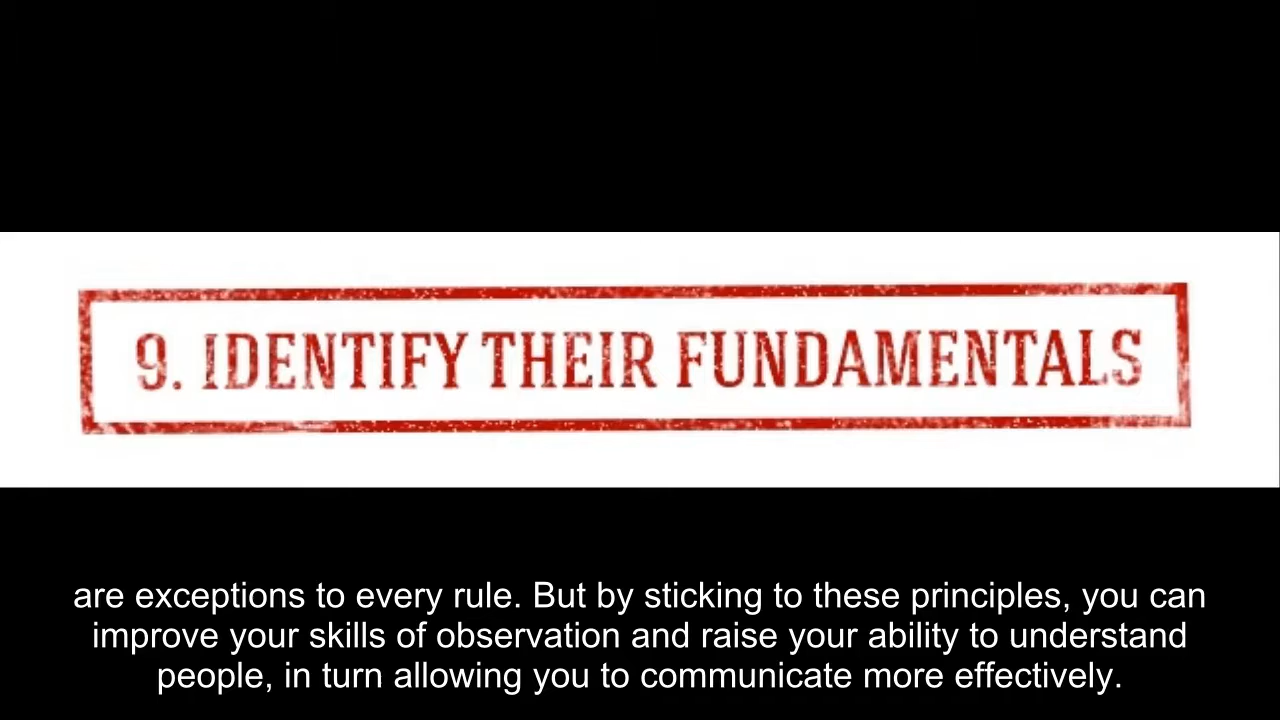 9. IDENTIFY THEIR FUNDAMENTALS
are exceptions to every rule. But by sticking to these principles, you can
improve your skills of observation and raise your ability to understand
people, in turn allowing you to communicate more effectively.